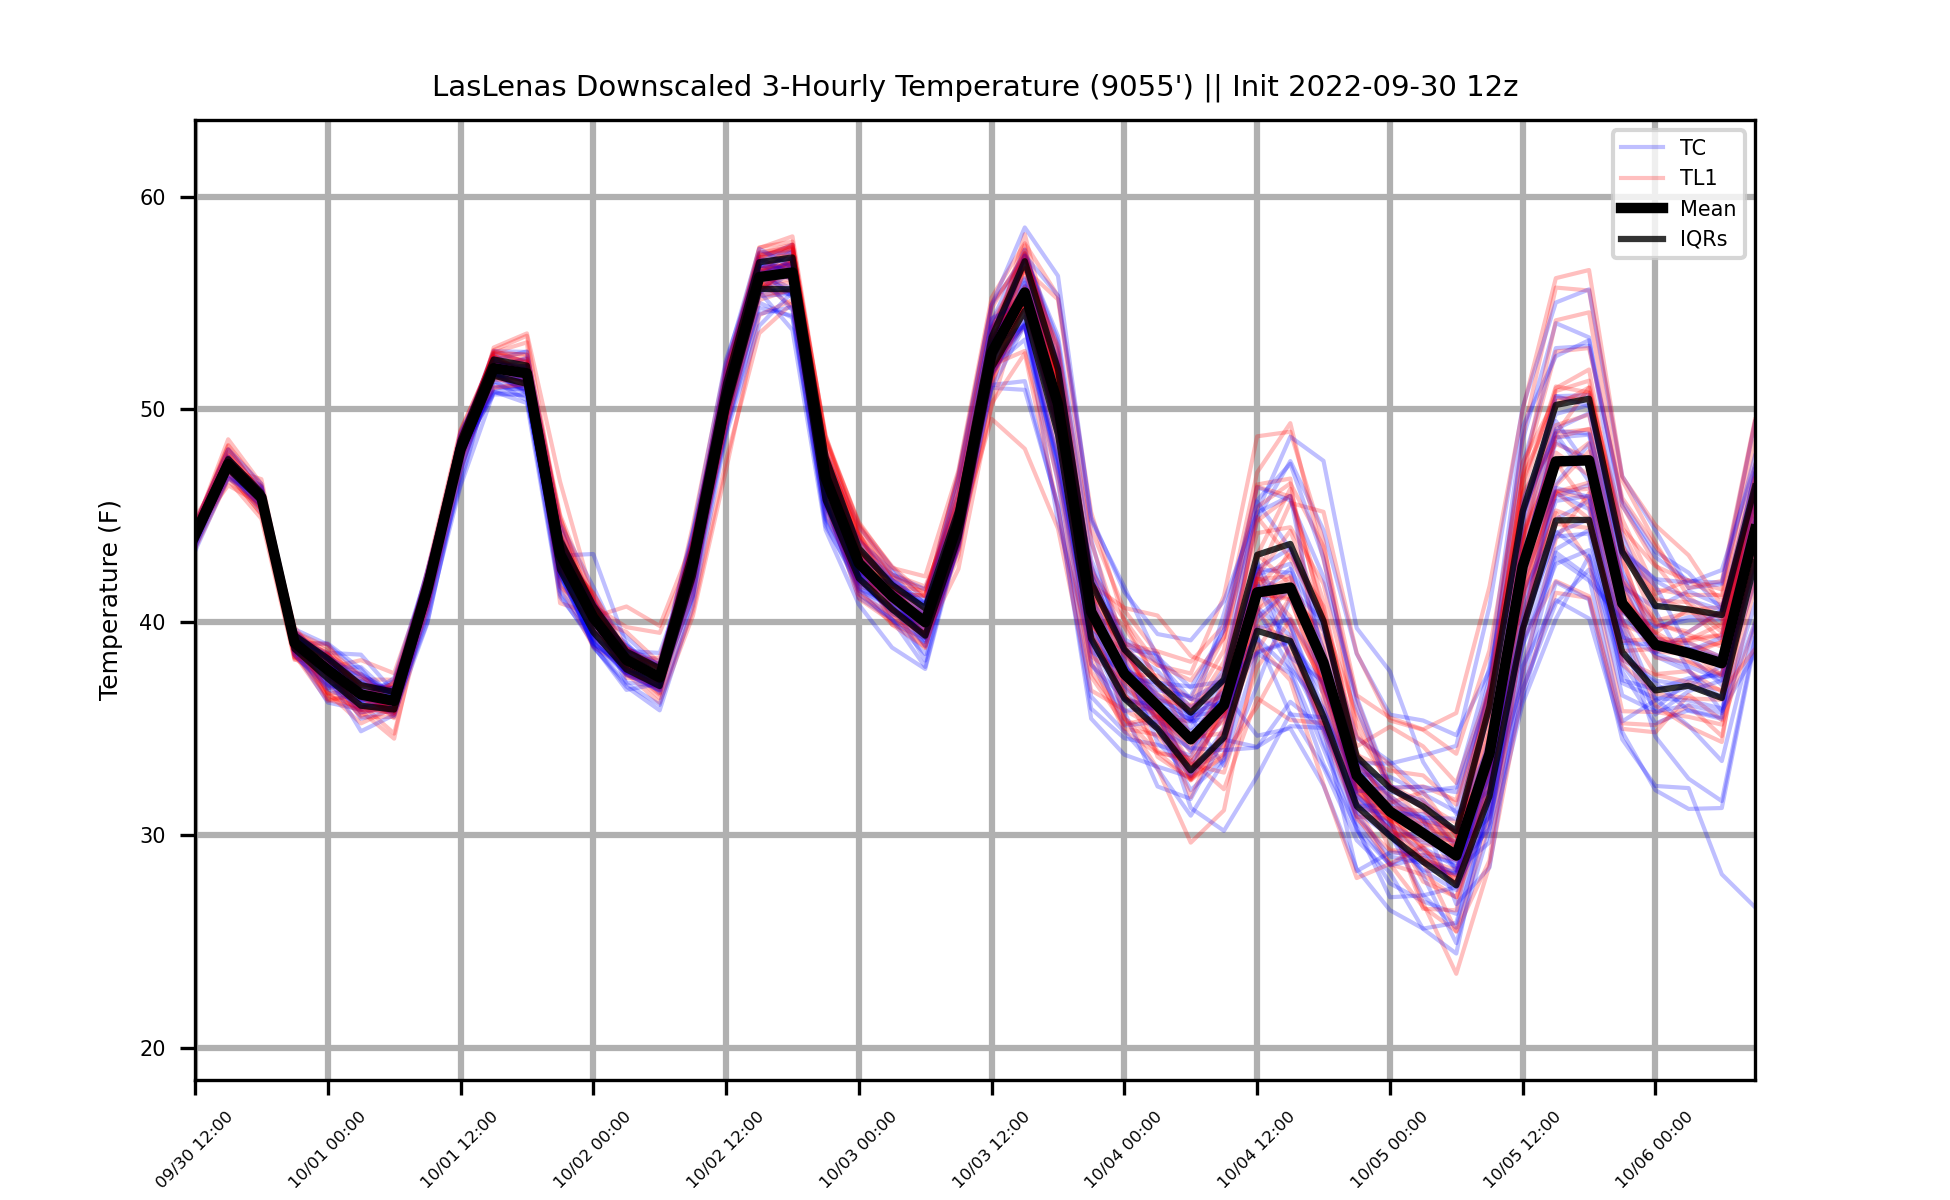 LasLenas Downscaled 3-Hourly Temperature (9055') || Init 2022-09-30 12z
TC
TL1
Mean
IQRs
Temperature (F)
60
50
40
30
20
09/30 12:00
10/01 00:00
10/01 12:00
10/02 00:00
10/02 12:00
10/03 00:00
10/03 12:00
10/04 00:00
10/04 12:00
10/05 00:00
10/05 12:00
10/06 00:00